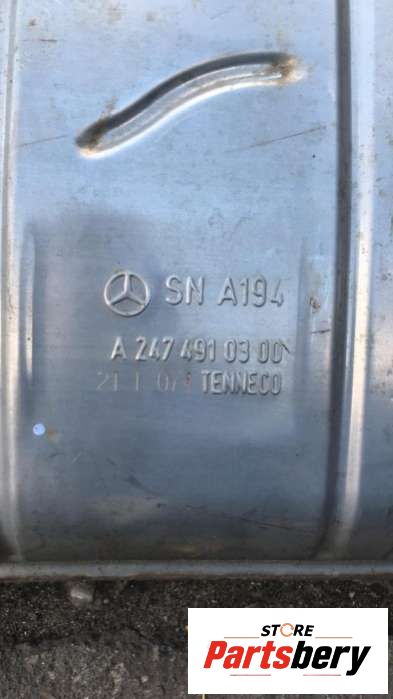 SN A194
A 247 491 03 00
TENNECO
STORE
Partsbery